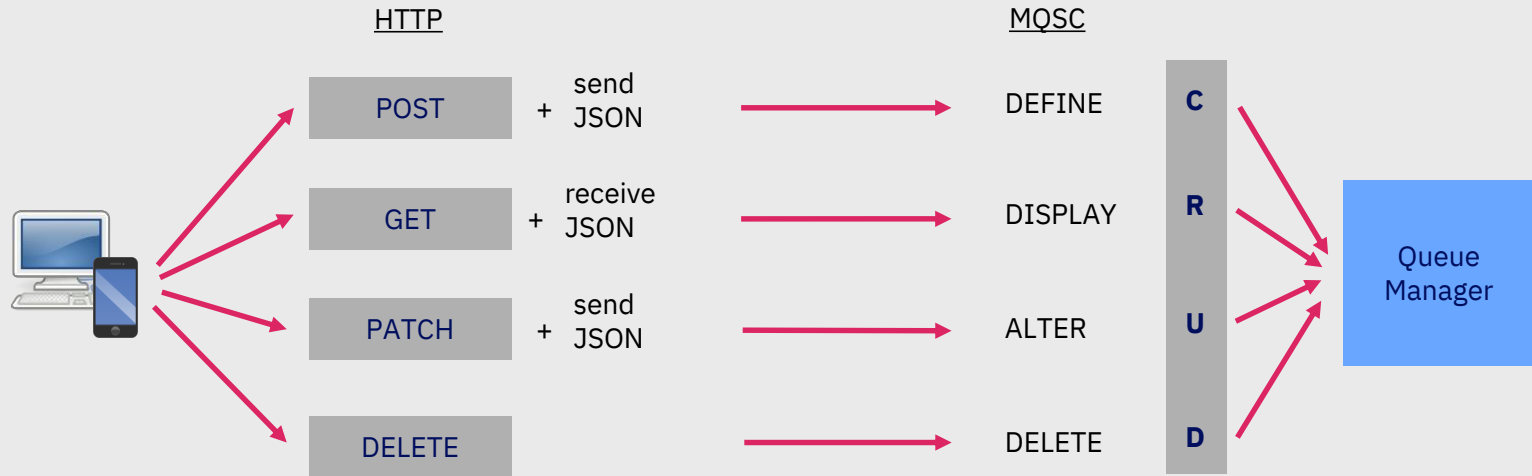 HTTP
MQSC
POST
+ send
JSON
DEFINE
C
GET
+ receive
JSON
DISPLAY
R
Queue
Manager
PATCH
+ send
JSON
ALTER
U
DELETE
DELETE
D